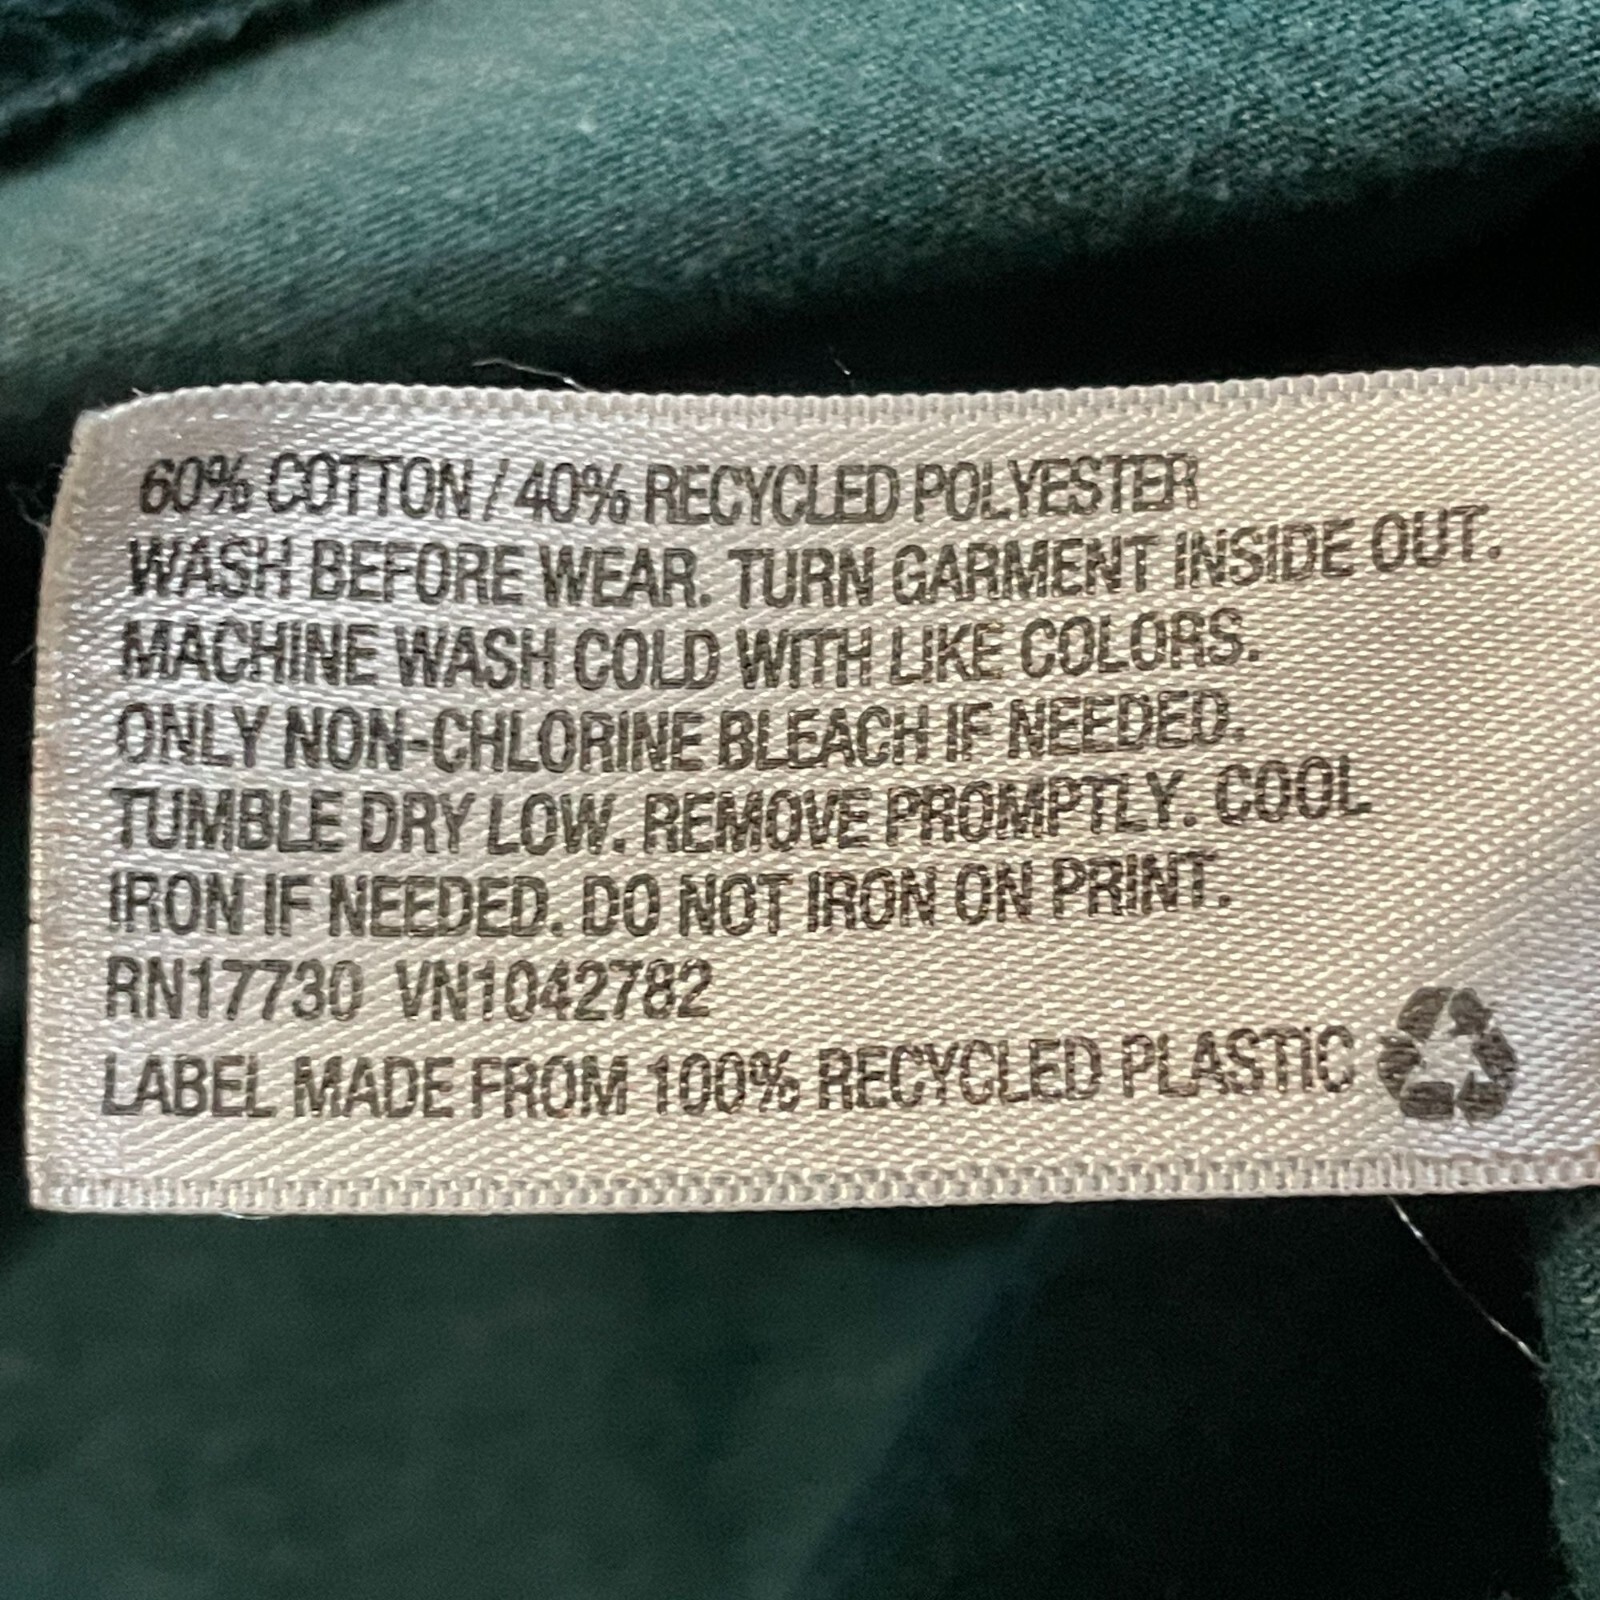 60% COTTON / 40% RECYCLED POLYESTER
WASH BEFORE WEAR. TURN GARMENT INSIDE OUT.
MACHINE WASH COLD WITH LIKE COLORS.
ONLY NON-CHLORINE BLEACH IF NEEDED.
TUMBLE DRY LOW. REMOVE PROMPTLY. COOL
IRON IF NEEDED. DO NOT IRON ON PRINT.
RN17730 VN1042782
LABEL MADE FROM 100% RECYCLED PLASTIC